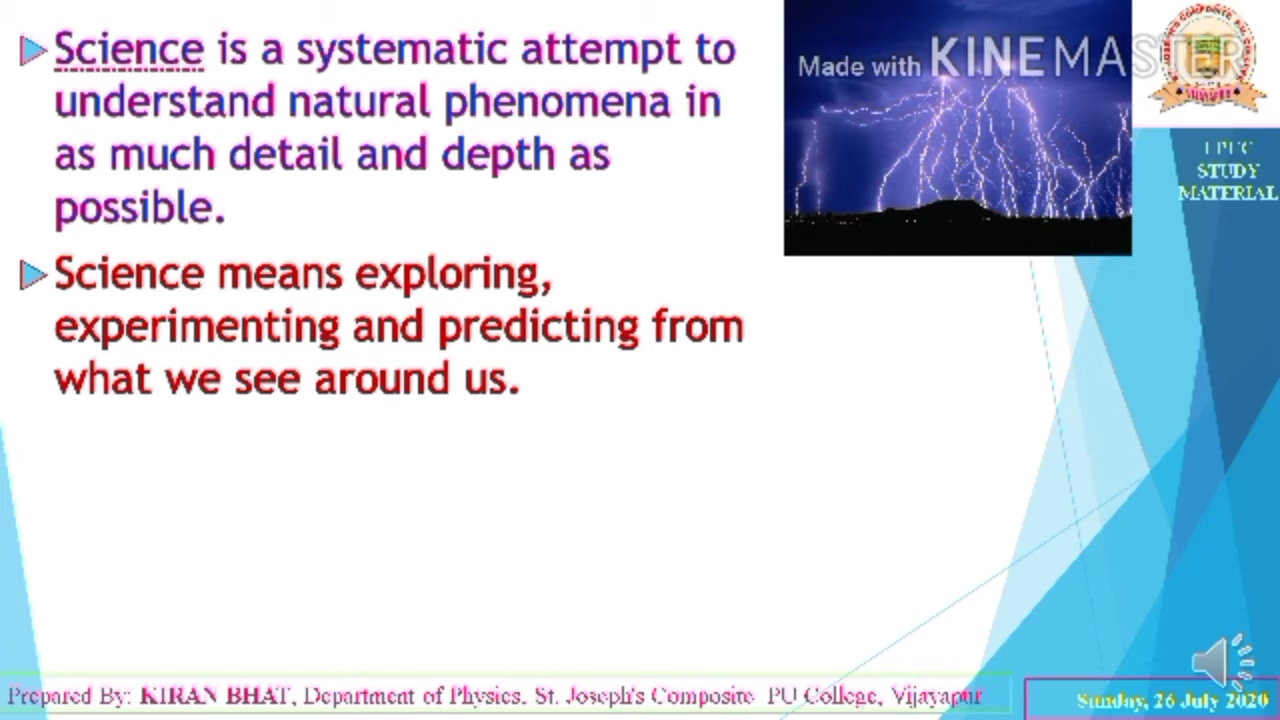 Science is a systematic attempt to
understand natural phenomena in
as much detail and depth as
possible.
Science means exploring,
experimenting and predicting from
what we see around us.
Made with KINEMASTER
I PUC
STUDY
MATERIAL
Prepared By: KIRAN BHAT, Department of Physics. St. Joseph's Composite PU College, Vijayapur
Sunday, 26 July 2020